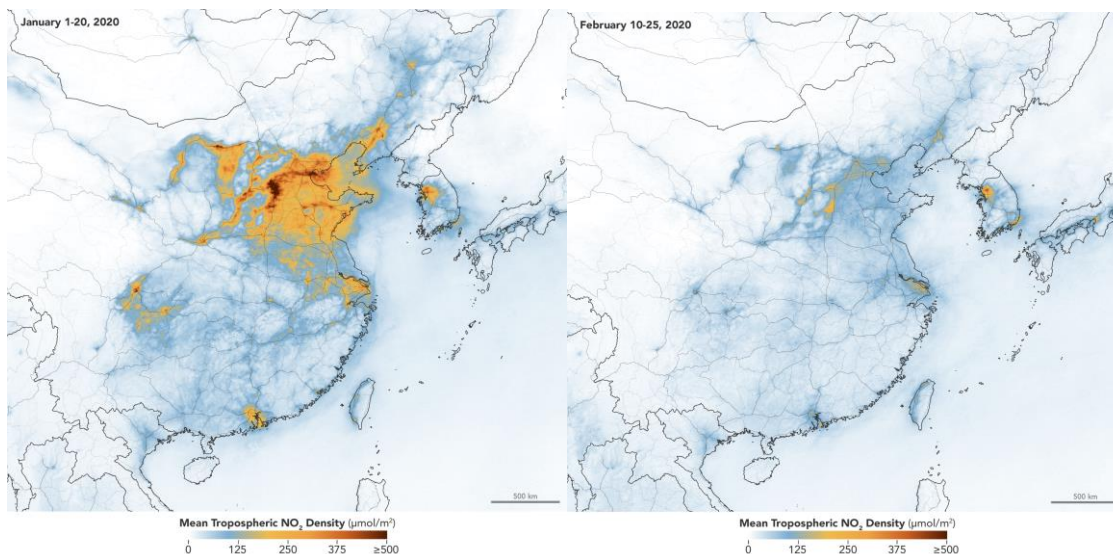 January 1-20, 2020
500 km
Mean Tropospheric NO₂ Density (μmol/m²)
0 125 250 375 ≥500
February 10-25, 2020
500 km
Mean Tropospheric NO₂ Density (μmol/m²)
0 125 250 375 ≥500